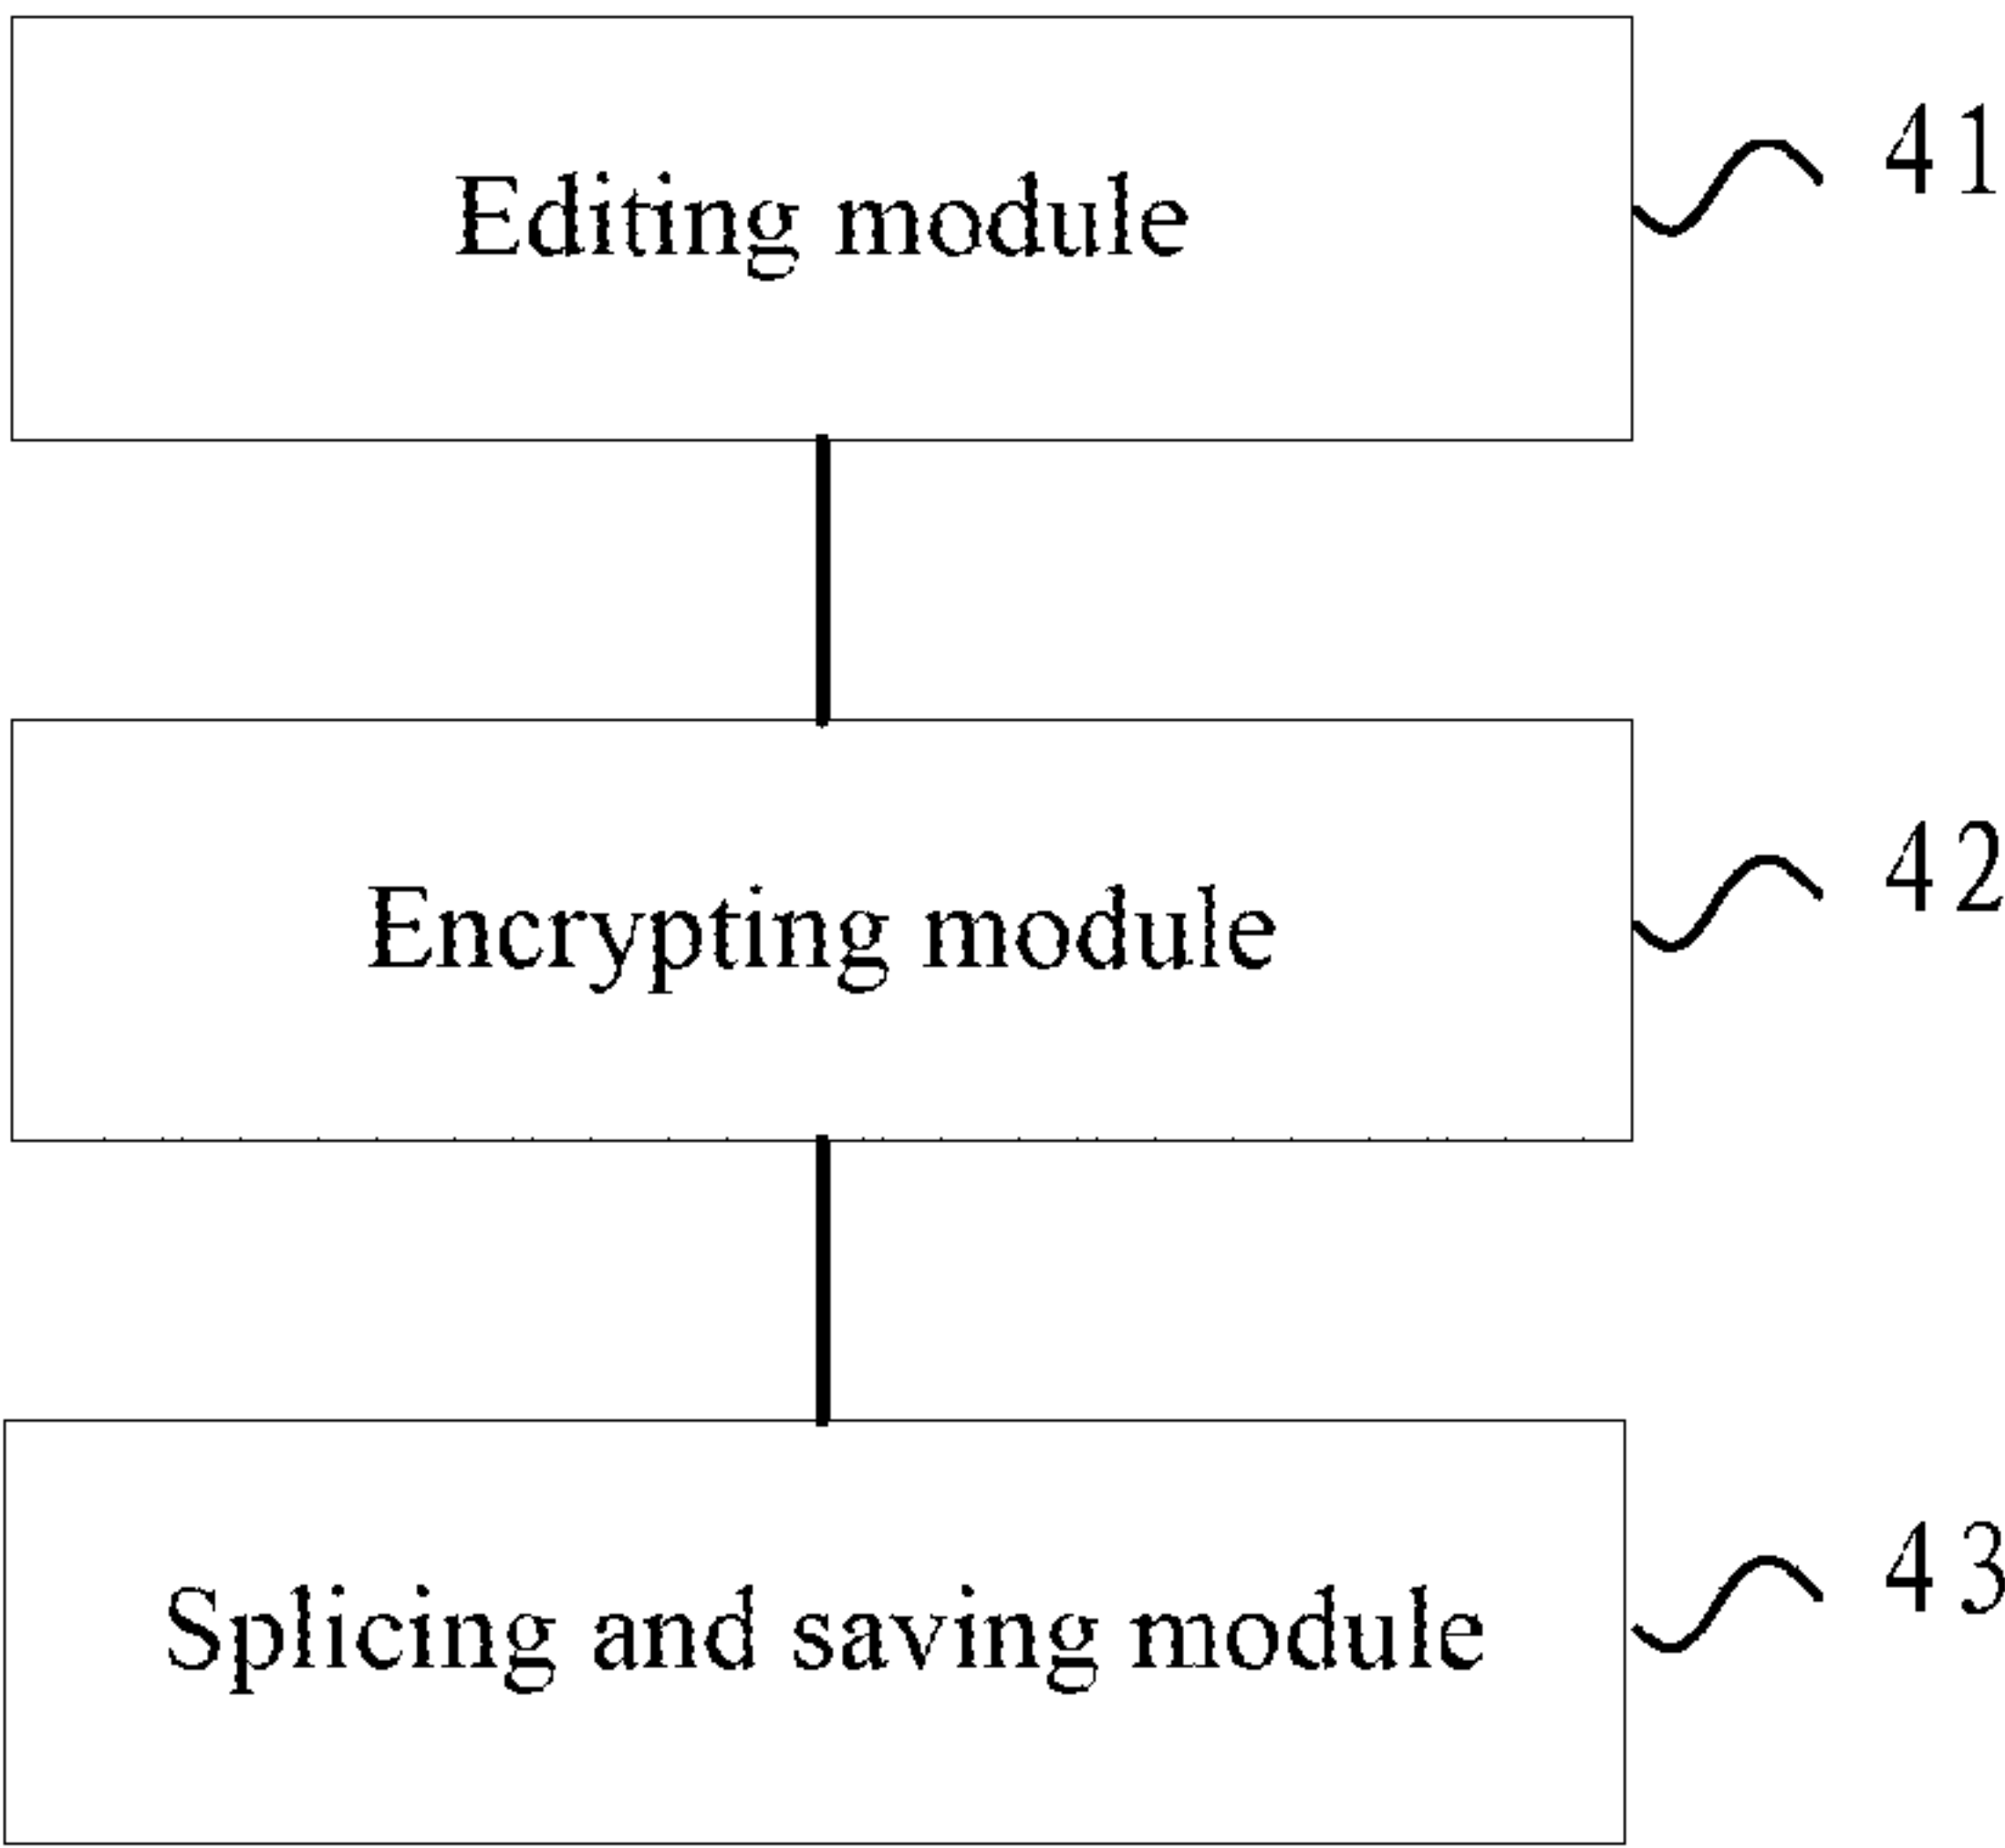 Editing module
41
Encrypting module
42
Splicing and saving module
43